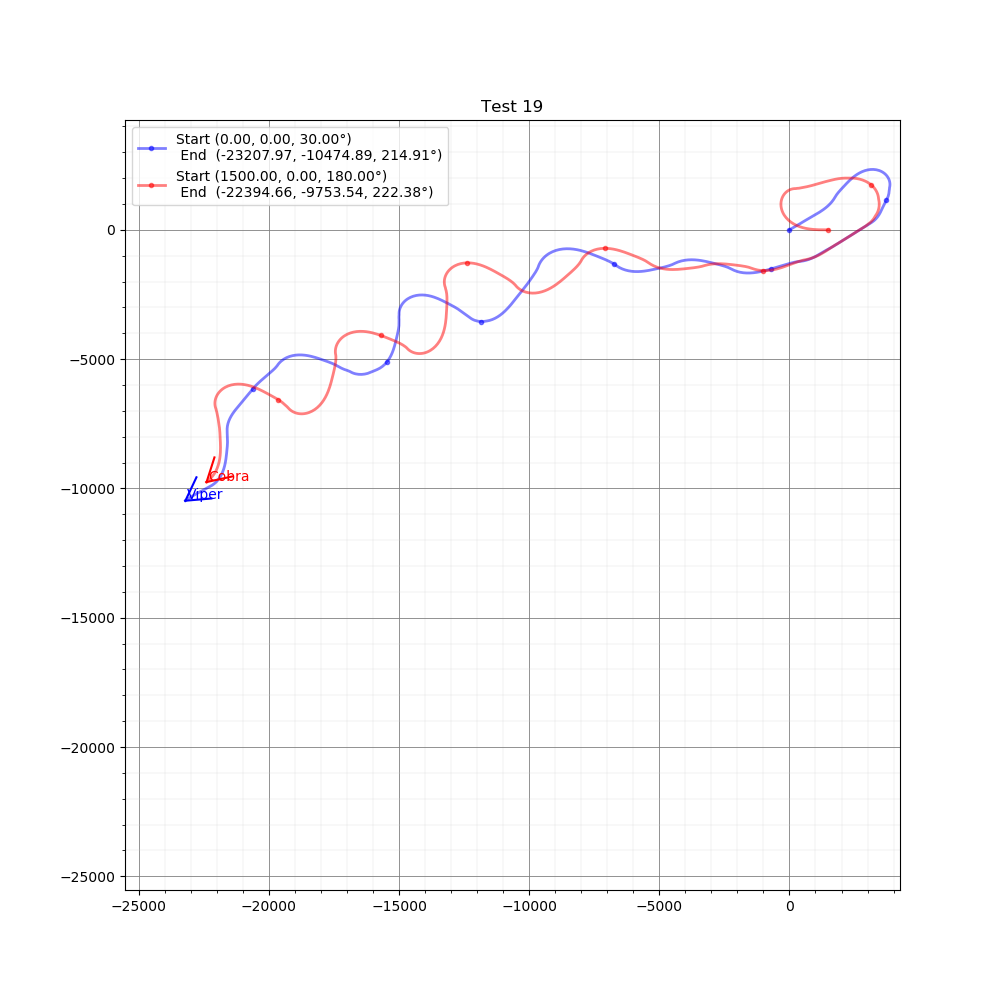 Test 19
Start (0.00, 0.00, 30.00°)
End (-23207.97, -10474.89, 214.91°)
Start (1500.00, 0.00, 180.00°)
End (-22394.66, -9753.54, 222.38°)
0
−5000
−10000
−15000
−20000
−25000
Cobra
Viper
−25000 −20000 −15000 −10000 −5000 0